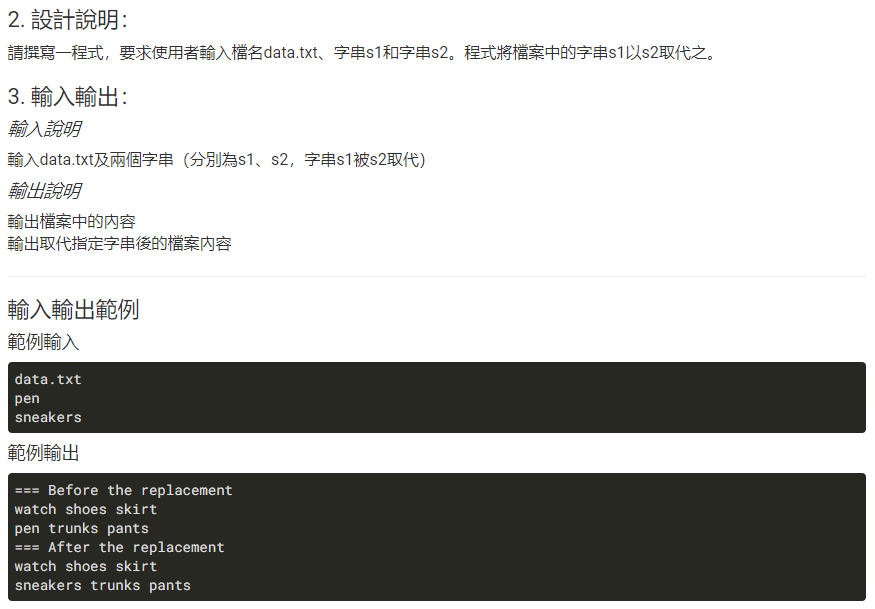 2. 設計說明：
請撰寫一程式，要求使用者輸入檔名data.txt、字串s1和字串s2。程式將檔案中的字串s1以s2取代之。
3. 輸入輸出：
輸入說明
輸入data.txt及兩個字串（分別為s1、s2，字串s1被s2取代）
輸出說明
輸出檔案中的內容
輸出取代指定字串後的檔案內容
輸入輸出範例
範例輸入
data.txt
pen
sneakers
範例輸出
=== Before the replacement
watch shoes skirt
pen trunks pants
=== After the replacement
watch shoes skirt
sneakers trunks pants